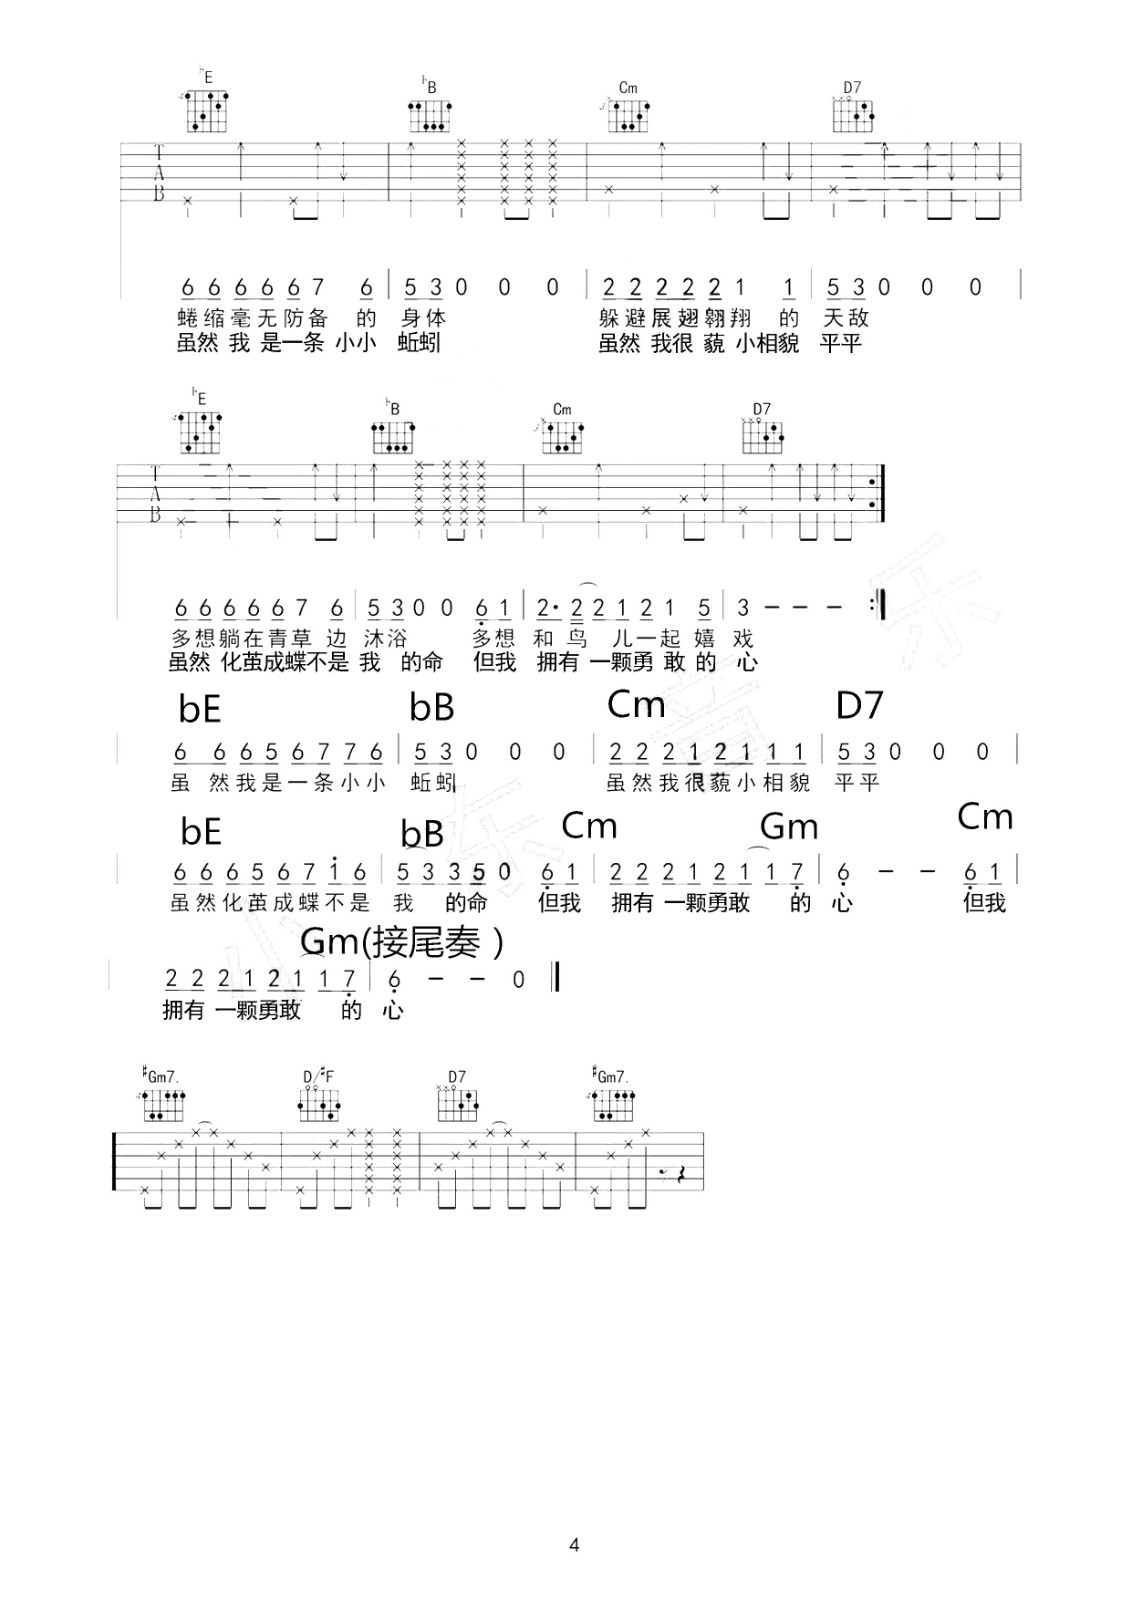 ♭E ♭B Cm D7
T A B
6 6 6 6 6 7 6 | 5 3 0 0 0 | 2 2 2 2 2 1 1 | 5 3 0 0 0
蜷缩毫无防备 的 身体 躲避展翅翱翔 的 天敌
虽然 我 是一条 小小 蚯蚓 虽然 我很 藐 小相貌 平平
♭E ♭B Cm D7
T A B
6 6 6 6 6 7 6 | 5 3 0 0 6 1 | 2· 2 2 1 2 1 5 | 3 — — —
多想躺在青草 边 沐浴 多想 和 鸟 儿一起 嬉 戏
虽然 化茧成蝶不是 我 的命 但我 拥有 一颗勇 敢 的 心
bE bB Cm D7
6 6 6 5 6 7 7 6 | 5 3 0 0 0 | 2 2 2 1 2 1 1 1 | 5 3 0 0 0
虽 然我是一条小小 蚯蚓 虽然我很藐小相貌 平平
bE bB Cm Gm Cm
6 6 6 5 6 7 1 6 | 5 3 3 5 0 6 1 | 2 2 2 1 2 1 1 7 | 6 — — 6 1
虽然化茧成蝶不是 我 的命 但我 拥有 一颗勇敢 的 心 但我
Gm(接尾奏）
2 2 2 1 2 1 1 7 | 6 — — 0
拥有 一颗勇敢 的 心
♯Gm7. D/♯F D7 ♯Gm7.
4